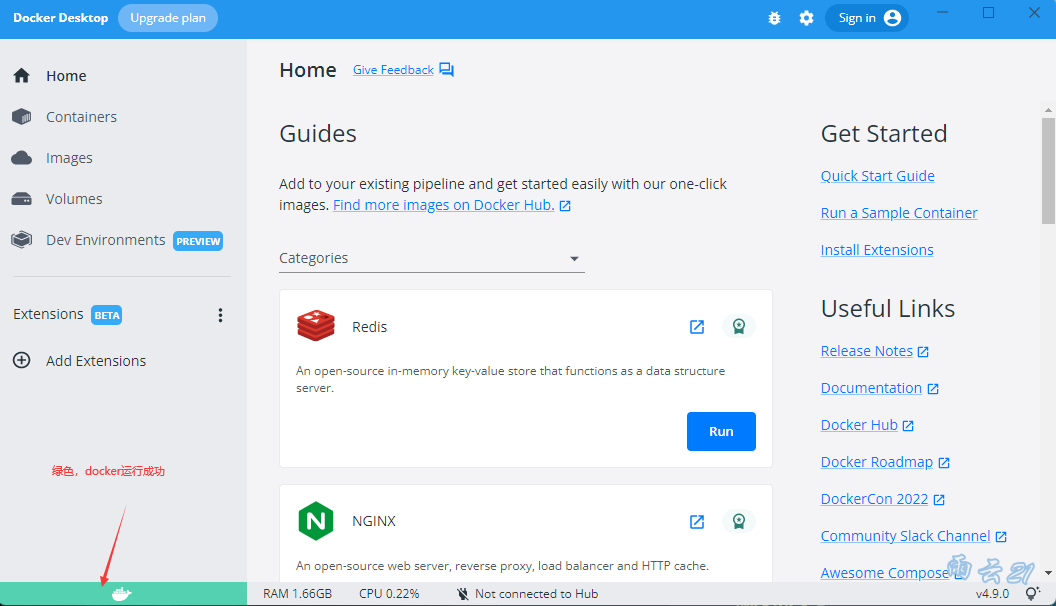 Docker Desktop
Upgrade plan
Sign in
Home
Containers
Images
Volumes
Dev Environments PREVIEW
Extensions BETA
Add Extensions
绿色，docker运行成功
Home
Give Feedback
Guides
Add to your existing pipeline and get started easily with our one-click
images. Find more images on Docker Hub.
Categories
Redis
An open-source in-memory key-value store that functions as a data structure
server.
Run
NGINX
An open-source web server, reverse proxy, load balancer and HTTP cache.
Get Started
Quick Start Guide
Run a Sample Container
Install Extensions
Useful Links
Release Notes
Documentation
Docker Hub
Docker Roadmap
DockerCon 2022
Community Slack Channel
Awesome Compose
雨云21
RAM 1.66GB
CPU 0.22%
Not connected to Hub
v4.9.0